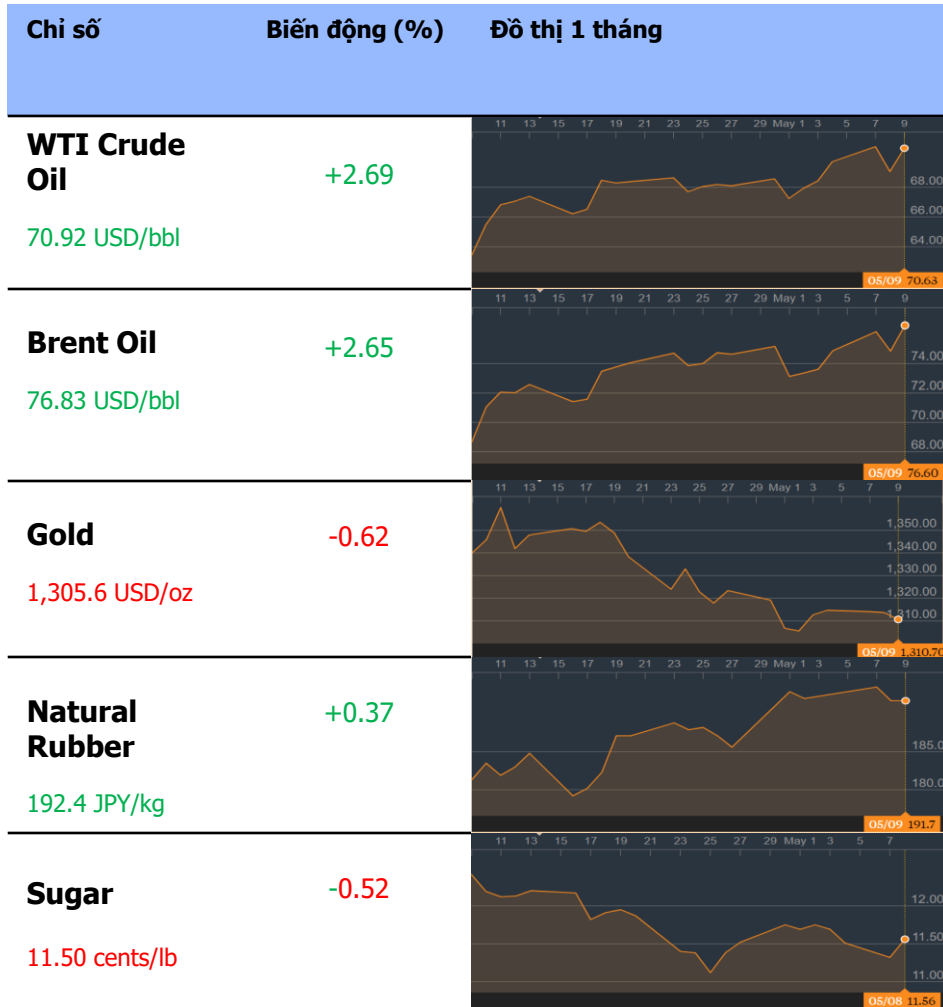 Chỉ số Biến động (%) Đồ thị 1 tháng
WTI Crude
Oil
+2.69
70.92 USD/bbl
11 13 15 17 19 21 23 25 27 29 May 1 3 5 7 9
68.00
66.00
64.00
05/09 70.63
Brent Oil
+2.65
76.83 USD/bbl
11 13 15 17 19 21 23 25 27 29 May 1 3 5 7 9
74.00
72.00
70.00
68.00
05/09 76.60
Gold
-0.62
1,305.6 USD/oz
11 13 15 17 19 21 23 25 27 29 May 1 3 5 7 9
1,350.00
1,340.00
1,330.00
1,320.00
1,310.00
05/09 1,310.70
Natural
Rubber
+0.37
192.4 JPY/kg
11 13 15 17 19 21 23 25 27 29 May 1 3 5 7 9
185.0
180.0
05/09 191.7
Sugar
-0.52
11.50 cents/lb
11 13 15 17 19 21 23 25 27 29 May 1 3 5 7
12.00
11.50
11.00
05/08 11.56